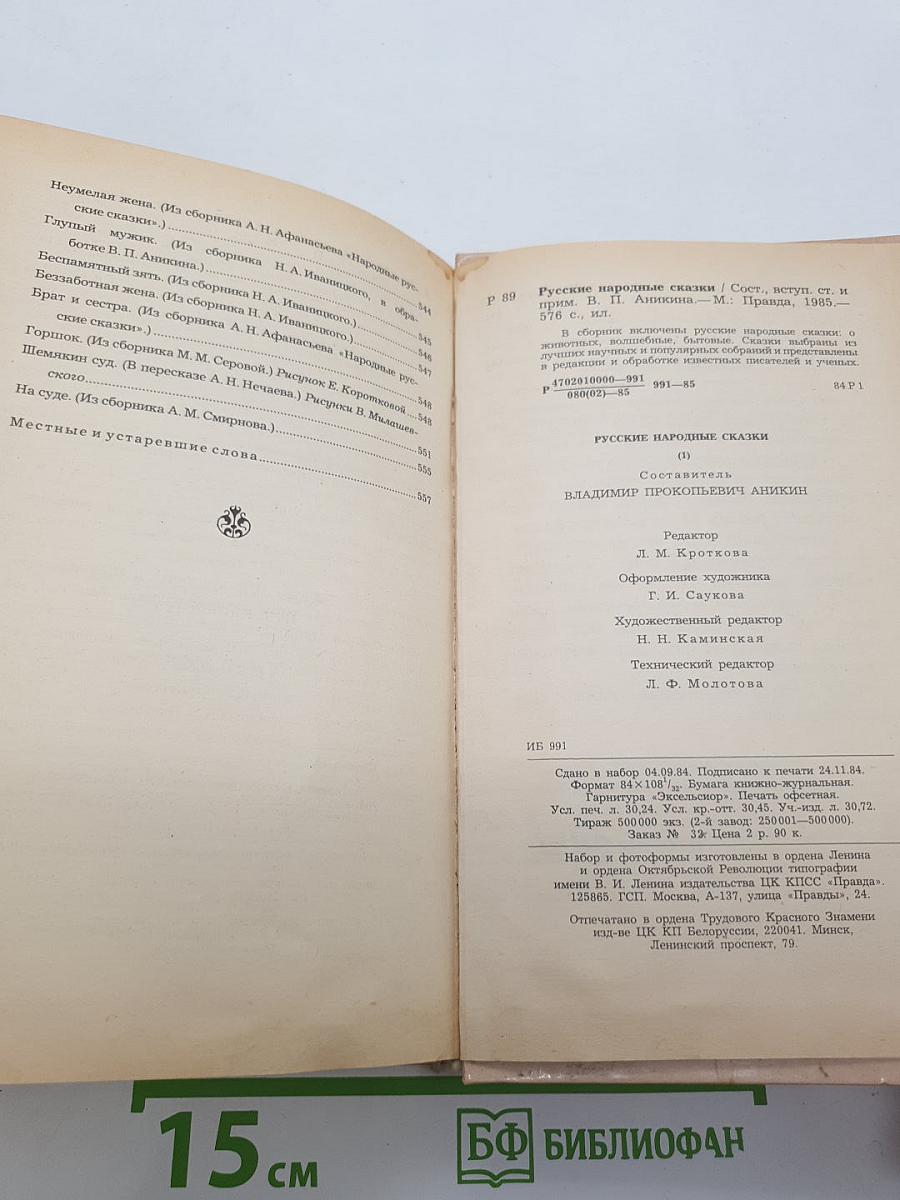 Неумелая жена. (Из сборника А. Н. Афанасьева «Народные рус-
ские сказки».) 544
Глупый мужик. (Из сборника Н. А. Иваницкого, в обра-
ботке В. П. Аникина.) 545
Беспамятный зять. (Из сборника Н. А. Иваницкого.) 546
Беззаботная жена. (Из сборника Н. А. Иваницкого.) 547
Брат и сестра. (Из сборника А. Н. Афанасьева «Народные рус-
ские сказки».) 548
Горшок. (Из сборника М. М. Серовой.) Рисунок Е. Коротковой 548
Шемякин суд. (В пересказе А. Н. Нечаева.) Рисунки В. Милашев-
ского 551
На суде. (Из сборника А. М. Смирнова.) 555
Местные и устаревшие слова 557
Р 89
Русские народные сказки / Сост., вступ. ст. и
прим. В. П. Аникина.— М.: Правда, 1985.—
576 с., ил.
В сборник включены русские народные сказки: о
животных, волшебные, бытовые. Сказки выбраны из
лучших научных и популярных собраний и представлены
в редакции и обработке известных писателей и ученых.
Р 4702010000—991 / 080(02)—85 991—85 84 Р 1
РУССКИЕ НАРОДНЫЕ СКАЗКИ
(1)
Составитель
ВЛАДИМИР ПРОКОПЬЕВИЧ АНИКИН
Редактор
Л. М. Кроткова
Оформление художника
Г. И. Саукова
Художественный редактор
Н. Н. Каминская
Технический редактор
Л. Ф. Молотова
ИБ 991
Сдано в набор 04.09.84. Подписано к печати 24.11.84.
Формат 84×108 1/32. Бумага книжно-журнальная.
Гарнитура «Эксельсиор». Печать офсетная.
Усл. печ. л. 30,24. Усл. кр.-отт. 30,45. Уч.-изд. л. 30,72.
Тираж 500 000 экз. (2-й завод: 250 001—500 000).
Заказ № Цена 2 р. 90 к.
Набор и фотоформы изготовлены в ордена Ленина
и ордена Октябрьской Революции типографии
имени В. И. Ленина издательства ЦК КПСС «Правда».
125865. ГСП. Москва, А-137, улица «Правды», 24.
Отпечатано в ордена Трудового Красного Знамени
изд-ве ЦК КП Белоруссии, 220041. Минск,
Ленинский проспект, 79.
15 см
БФ БИБЛИОФАН